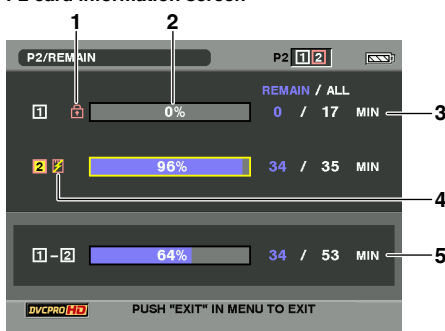 P2 card information screen
1 2
P2/REMAIN P2 1 2
REMAIN / ALL
1 0% 0 / 17 MIN 3
2 96% 34 / 35 MIN
4
1-2 64% 34 / 53 MIN 5
DVCPRO HD PUSH "EXIT" IN MENU TO EXIT